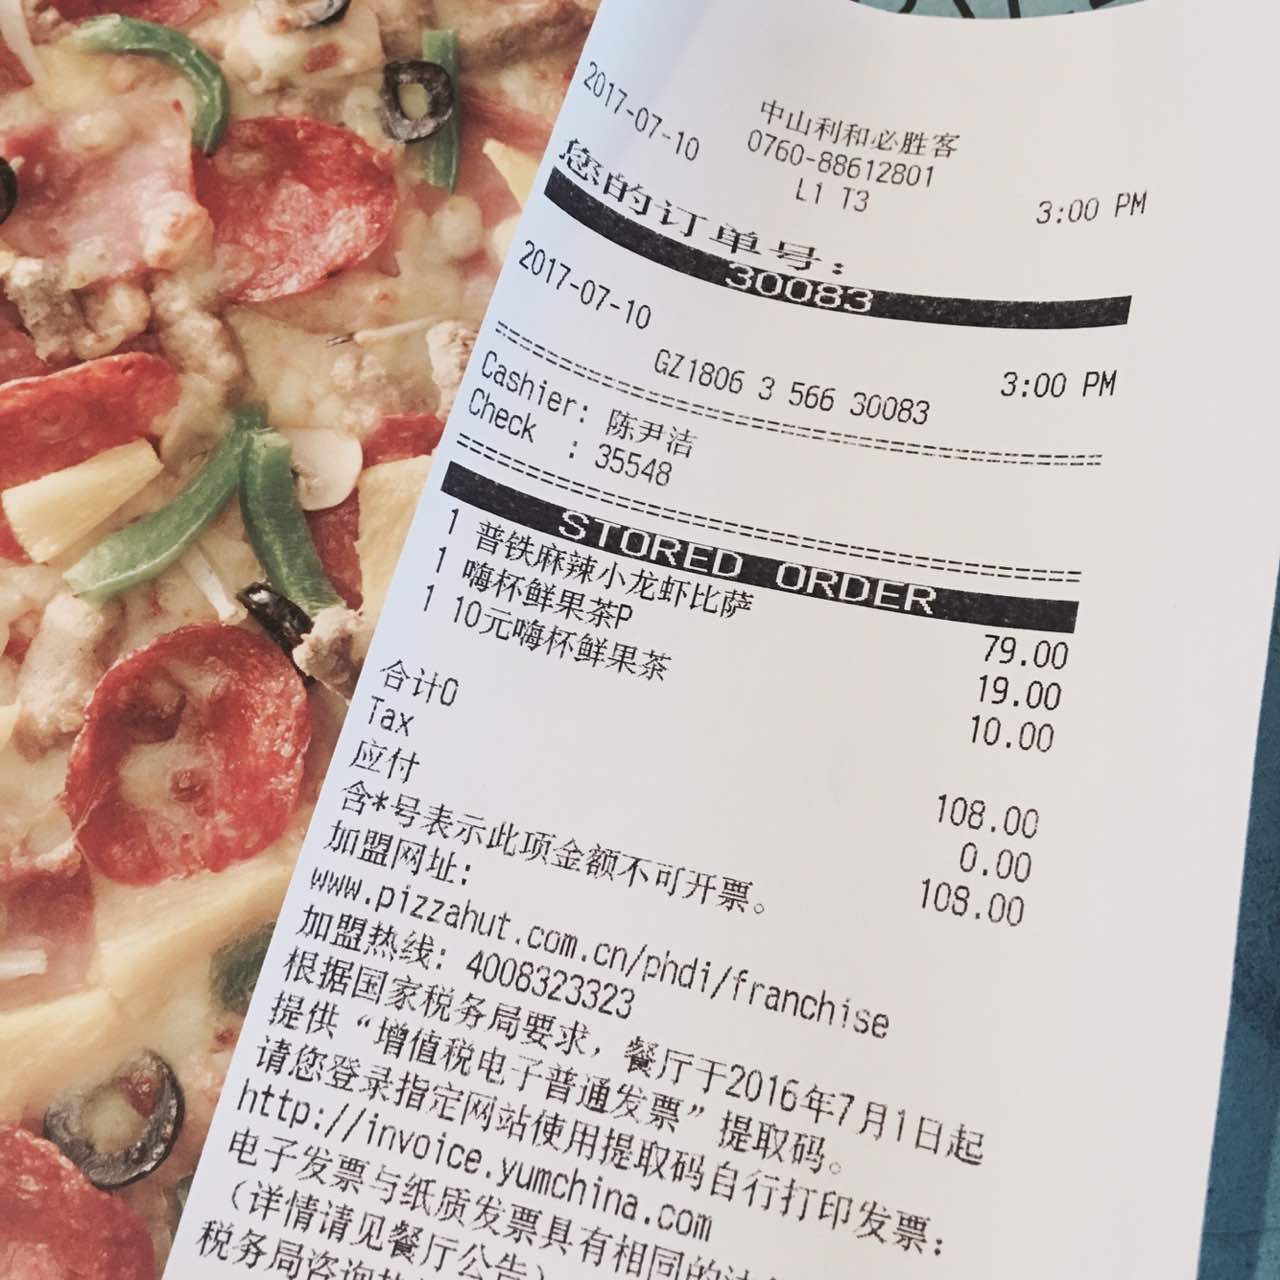 中山利和必胜客
0760-88612801
L1 T3
2017-07-10 3:00 PM
您的订单号:
30083
2017-07-10 3:00 PM
GZ1806 3 566 30083
================================
Cashier: 陈尹洁
Check : 35548
================================
STORED ORDER
1 普铁麻辣小龙虾比萨 79.00
1 嗨杯鲜果茶P 19.00
1 10元嗨杯鲜果茶 10.00
合计0 108.00
Tax 0.00
应付 108.00
含*号表示此项金额不可开票。
加盟网址:
www.pizzahut.com.cn/phdi/franchise
加盟热线: 4008323323
根据国家税务局要求，餐厅于2016年7月1日起
提供“增值税电子普通发票”提取码。
请您登录指定网站使用提取码自行打印发票:
http://invoice.yumchina.com
电子发票与纸质发票具有相同的法
（详情请见餐厅公告）
税务局咨询热